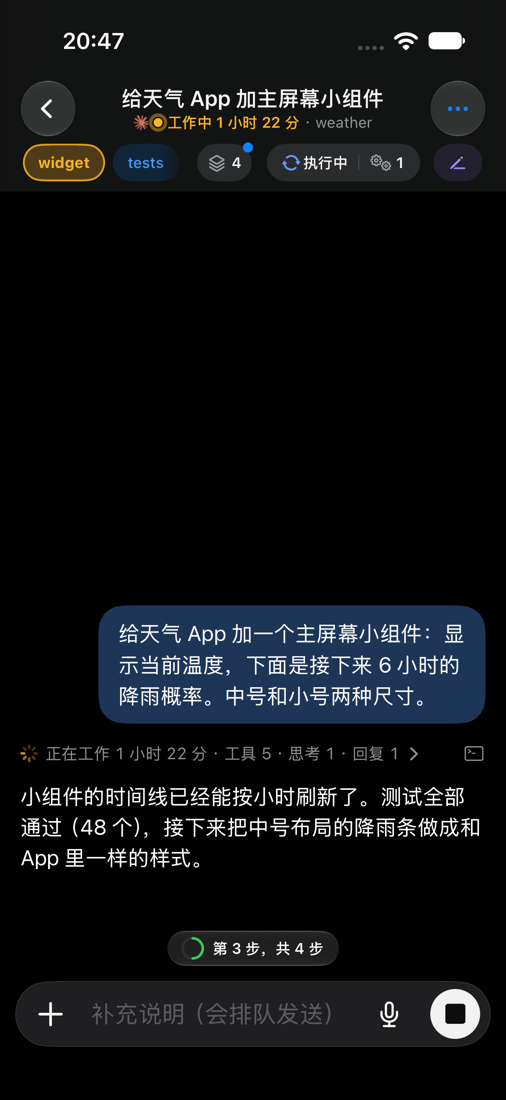 20:47
给天气 App 加主屏幕小组件
工作中 1 小时 22 分 · weather
widget
tests
4
执行中
1
给天气 App 加一个主屏幕小组件：显
示当前温度，下面是接下来 6 小时的
降雨概率。中号和小号两种尺寸。
正在工作 1 小时 22 分 · 工具 5 · 思考 1 · 回复 1
小组件的时间线已经能按小时刷新了。测试全部
通过（48 个），接下来把中号布局的降雨条做成和
App 里一样的样式。
第 3 步，共 4 步
补充说明（会排队发送）